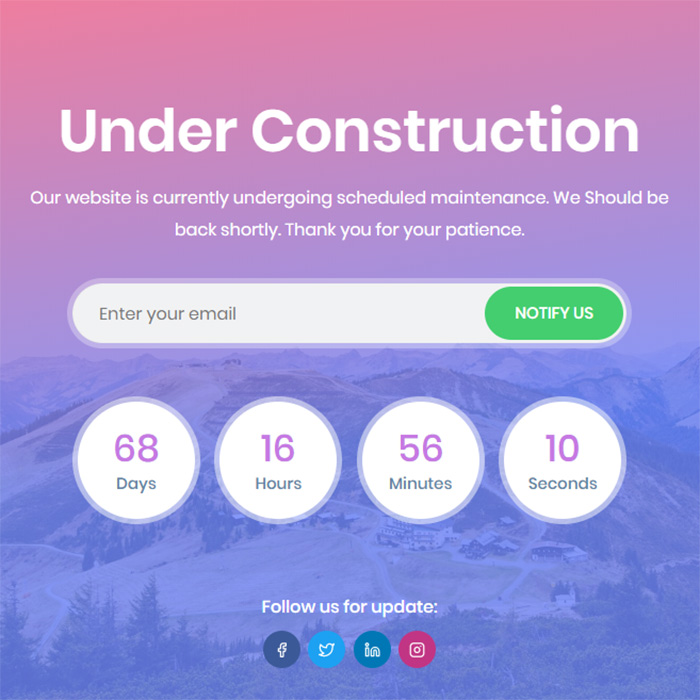 Under Construction
Our website is currently undergoing scheduled maintenance. We Should be
back shortly. Thank you for your patience.
Enter your email
NOTIFY US
68
Days
16
Hours
56
Minutes
10
Seconds
Follow us for update: